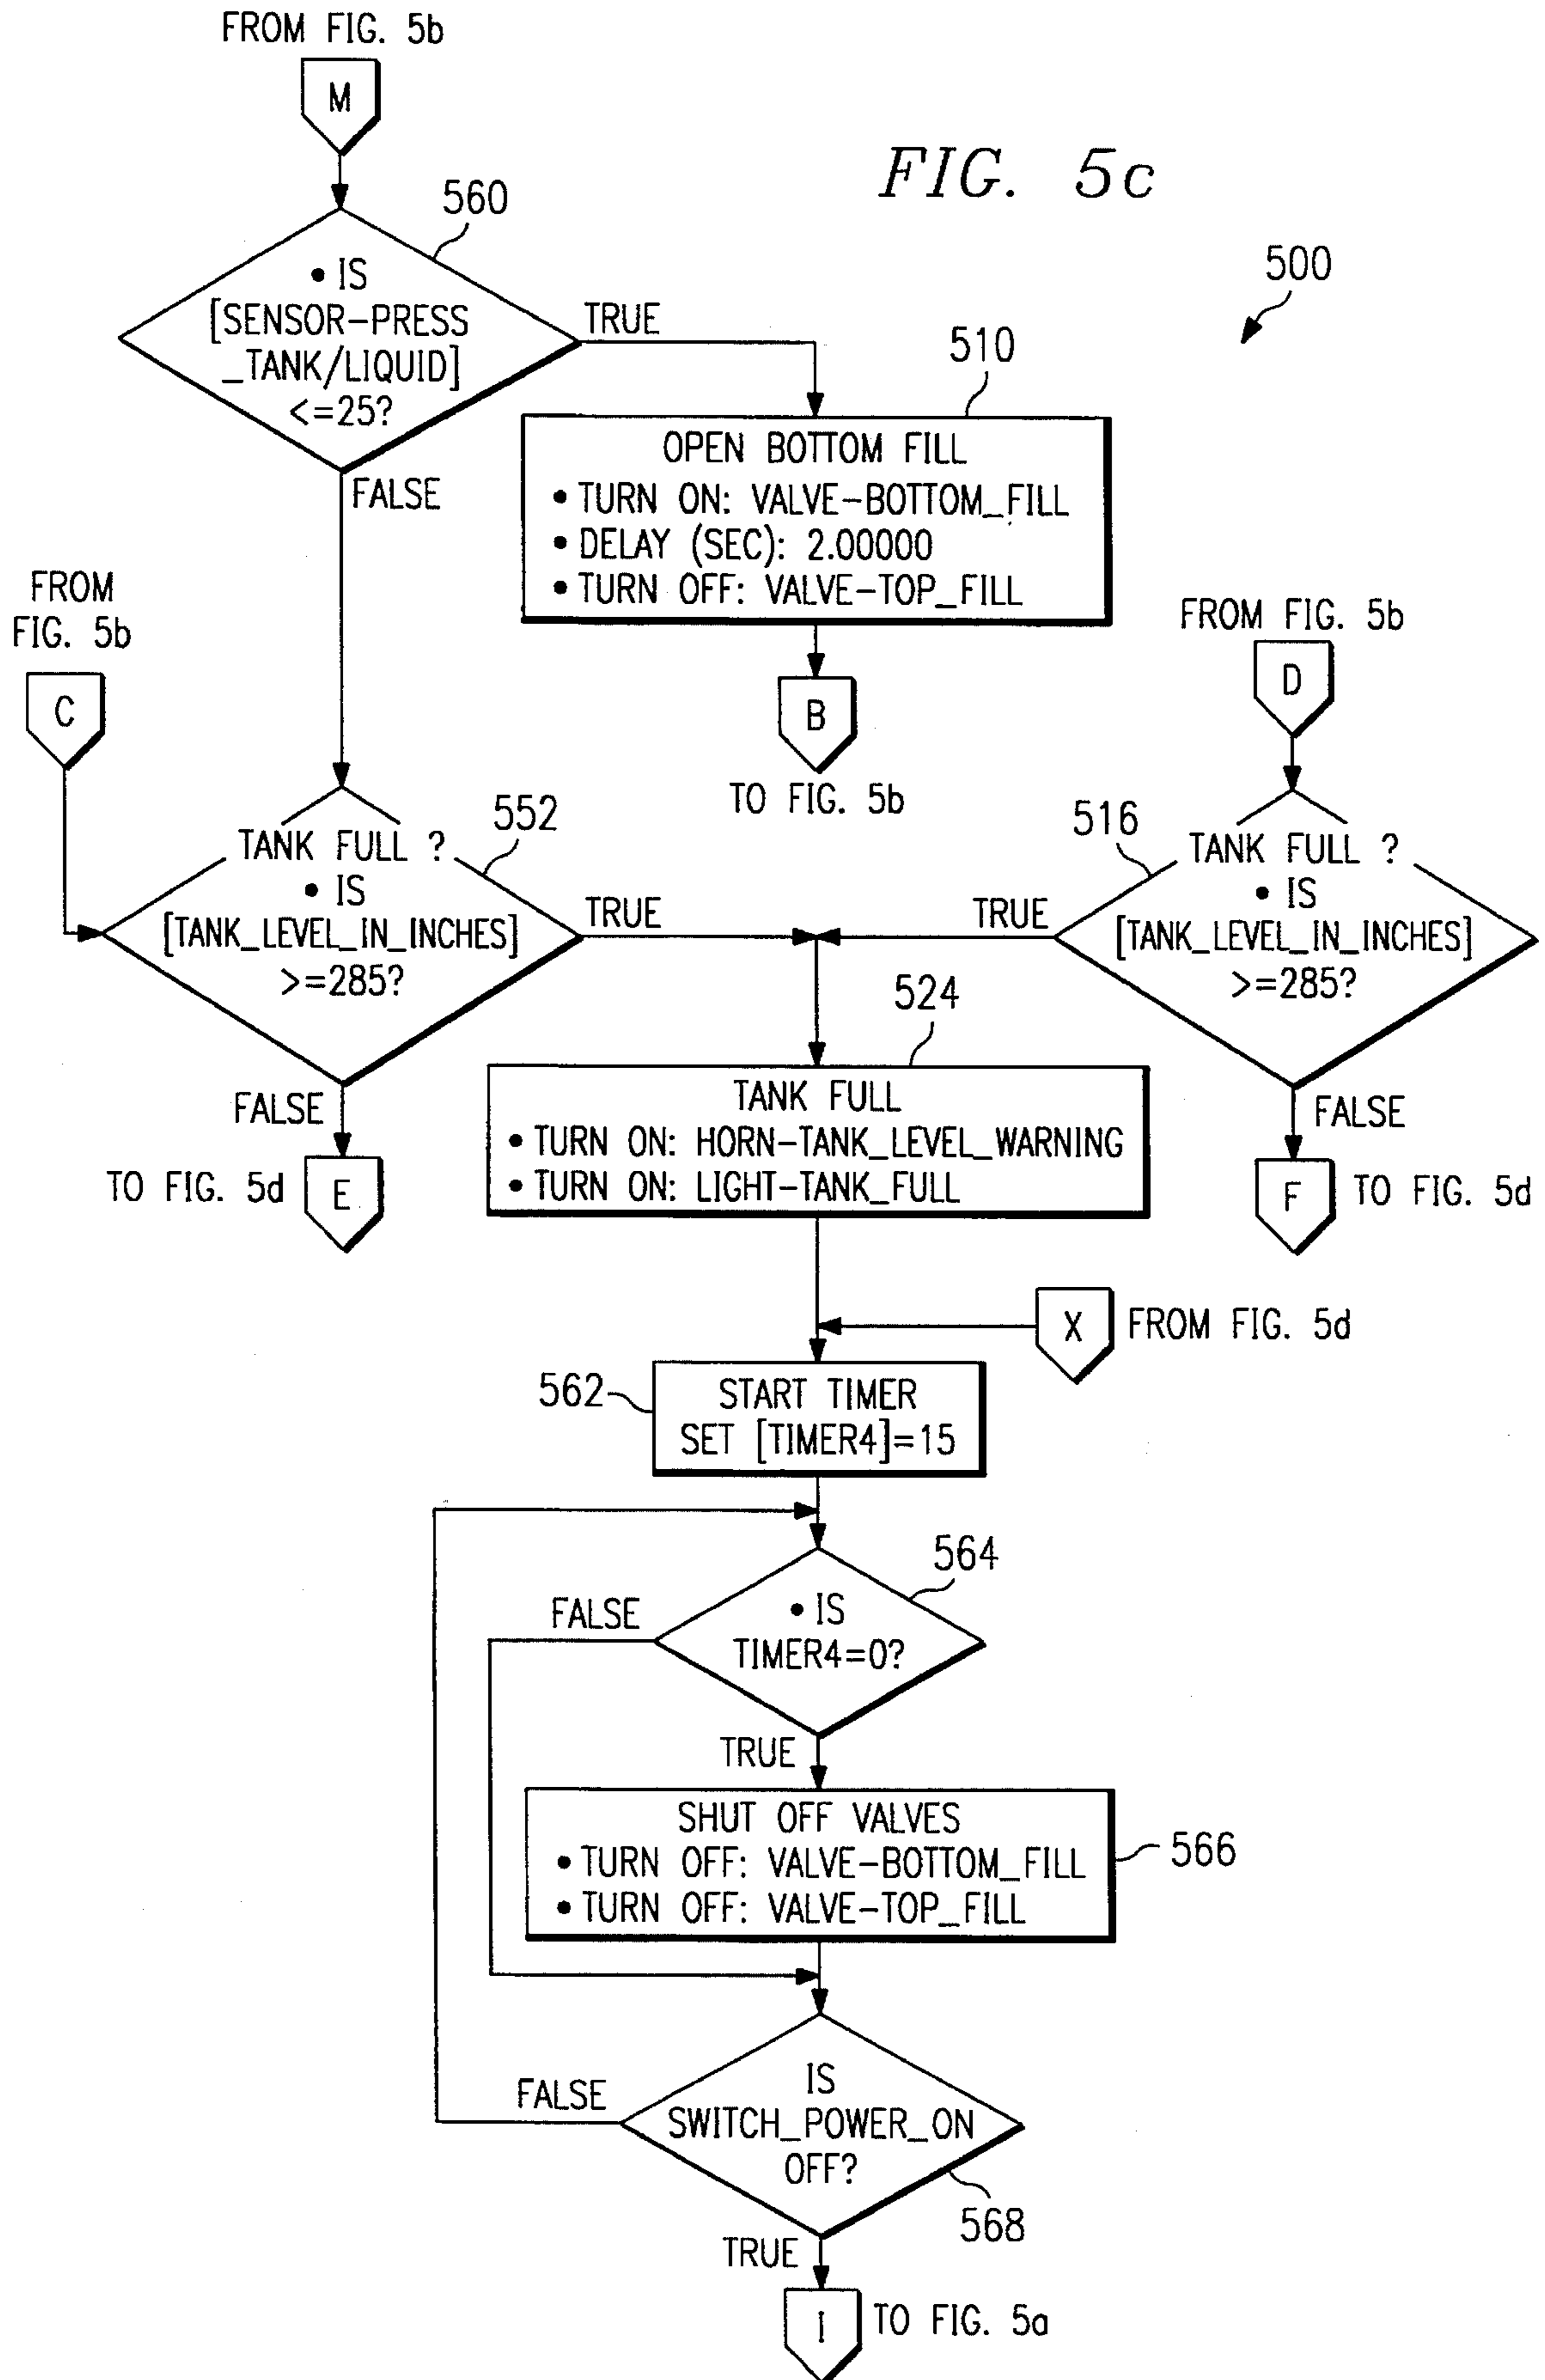 FROM FIG. 5b
M
FIG. 5c
560
500
• IS
[SENSOR-PRESS
_TANK/LIQUID]
<=25?
TRUE
FALSE
510
OPEN BOTTOM FILL
• TURN ON: VALVE-BOTTOM_FILL
• DELAY (SEC): 2.00000
• TURN OFF: VALVE-TOP_FILL
B
TO FIG. 5b
FROM
FIG. 5b
C
FROM FIG. 5b
D
552
TANK FULL ?
• IS
[TANK_LEVEL_IN_INCHES]
>=285?
TRUE
FALSE
TO FIG. 5d
E
516
TANK FULL ?
• IS
[TANK_LEVEL_IN_INCHES]
>=285?
TRUE
FALSE
F
TO FIG. 5d
524
TANK FULL
• TURN ON: HORN-TANK_LEVEL_WARNING
• TURN ON: LIGHT-TANK_FULL
X
FROM FIG. 5d
562
START TIMER
SET [TIMER4]=15
564
• IS
TIMER4=0?
FALSE
TRUE
SHUT OFF VALVES
• TURN OFF: VALVE-BOTTOM_FILL
• TURN OFF: VALVE-TOP_FILL
566
IS
SWITCH_POWER_ON
OFF?
FALSE
568
TRUE
I
TO FIG. 5a